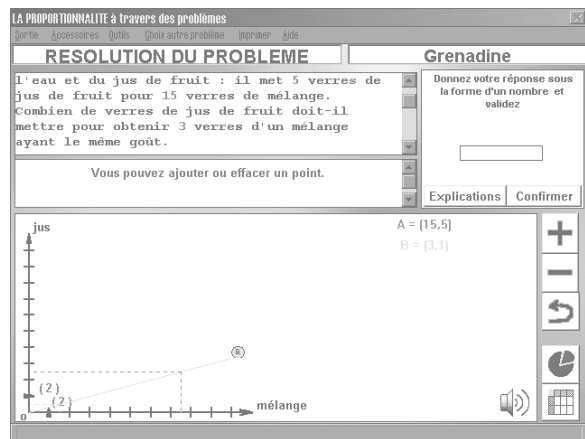 LA PROPORTIONNALITE à travers des problèmes
Sortie Accessoires Outils Choix autre problème Imprimer Aide
RESOLUTION DU PROBLEME
Grenadine
l'eau et du jus de fruit : il met 5 verres de
jus de fruit pour 15 verres de mélange.
Combien de verres de jus de fruit doit-il
mettre pour obtenir 3 verres d'un mélange
ayant le même goût.
Donnez votre réponse sous
la forme d'un nombre et
validez
Vous pouvez ajouter ou effacer un point.
Explications Confirmer
jus
A = (15,5)
B = (3,1)
(2)
(2)
0
mélange